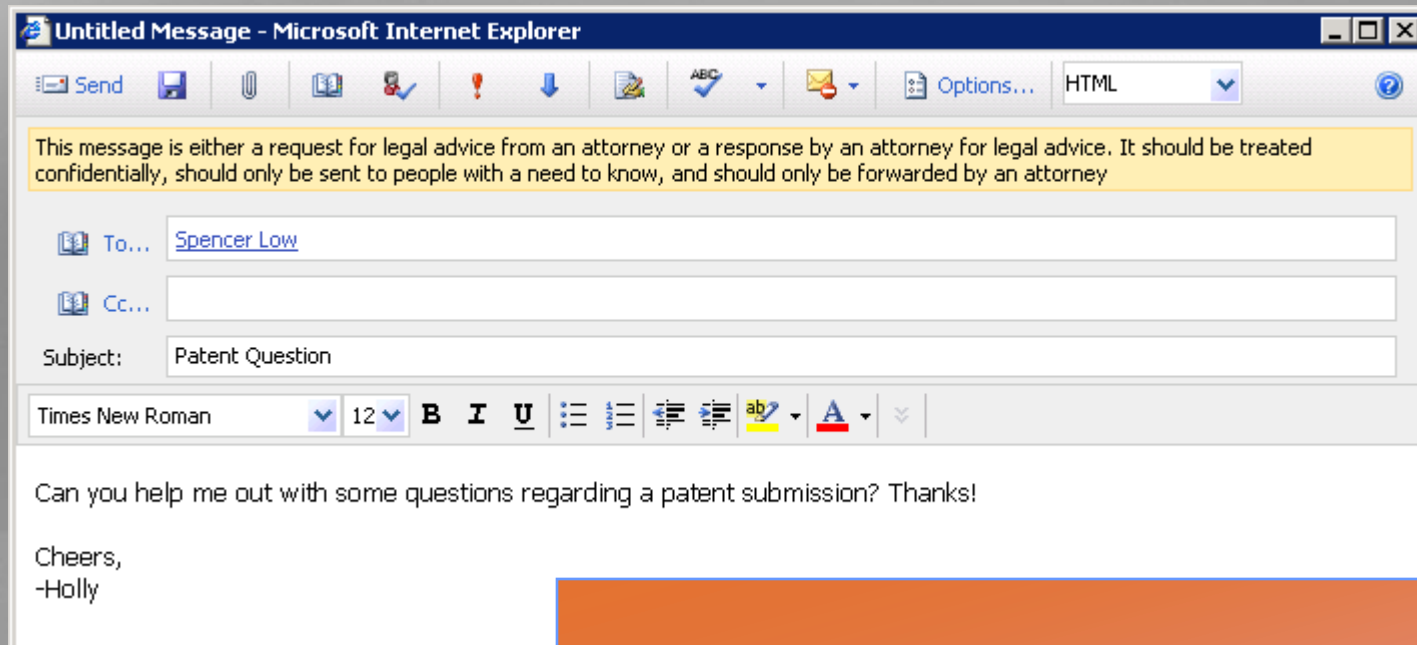 Untitled Message - Microsoft Internet Explorer
Send ABC Options... HTML
This message is either a request for legal advice from an attorney or a response by an attorney for legal advice. It should be treated
confidentially, should only be sent to people with a need to know, and should only be forwarded by an attorney
To... Spencer Low
Cc...
Subject: Patent Question
Times New Roman 12 B I U ab A
Can you help me out with some questions regarding a patent submission? Thanks!
Cheers,
-Holly